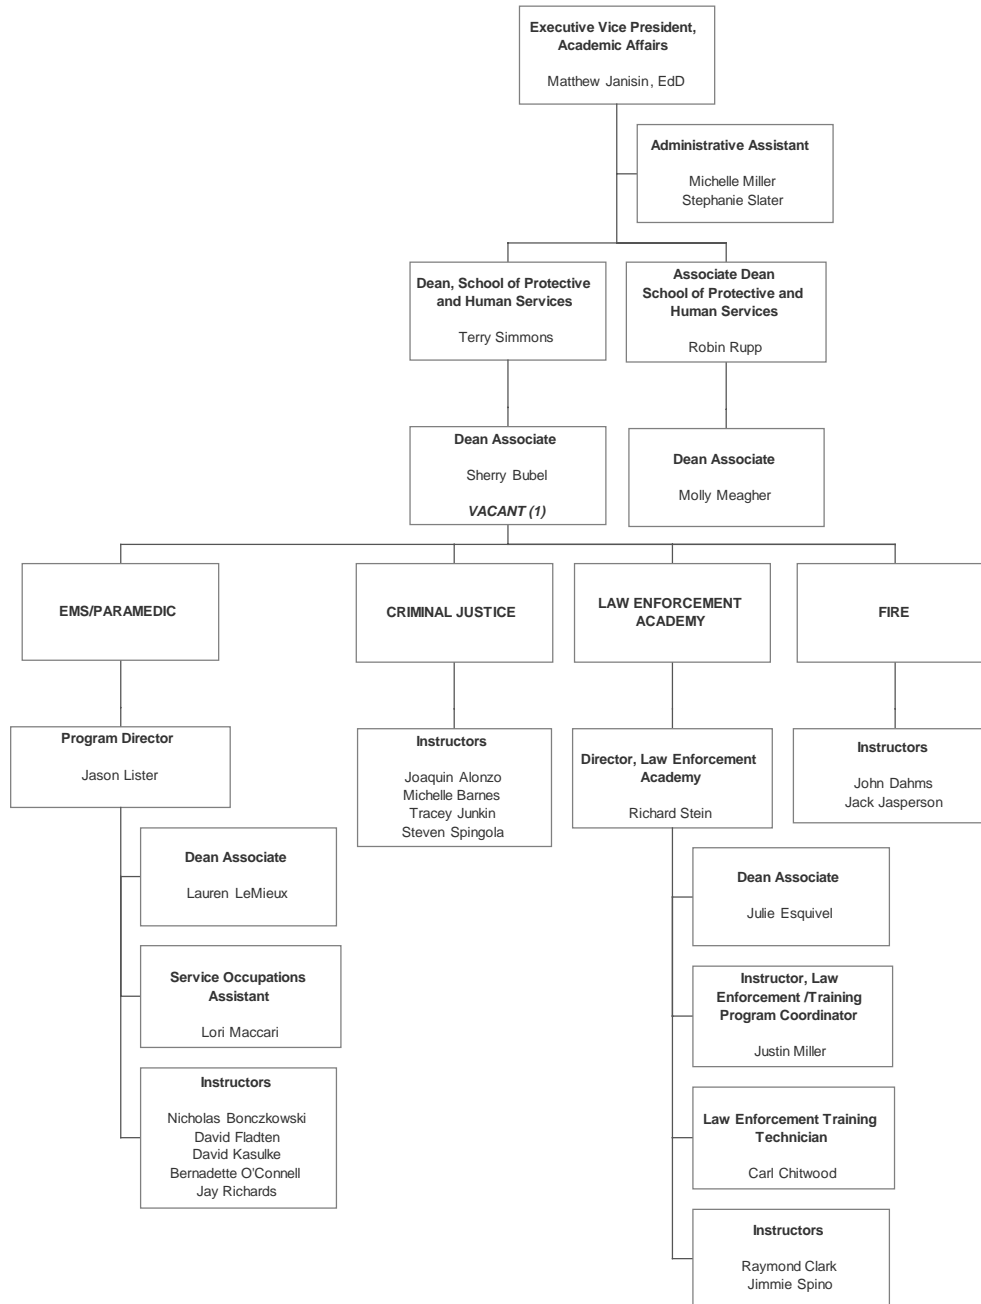 Executive Vice President,
Academic Affairs
Matthew Janisin, EdD
Administrative Assistant
Michelle Miller
Stephanie Slater
Dean, School of Protective
and Human Services
Terry Simmons
Associate Dean
School of Protective and
Human Services
Robin Rupp
Dean Associate
Sherry Bubel
VACANT (1)
Dean Associate
Molly Meagher
EMS/PARAMEDIC
CRIMINAL JUSTICE
LAW ENFORCEMENT
ACADEMY
FIRE
Program Director
Jason Lister
Instructors
Joaquin Alonzo
Michelle Barnes
Tracey Junkin
Steven Spingola
Director, Law Enforcement
Academy
Richard Stein
Instructors
John Dahms
Jack Jasperson
Dean Associate
Lauren LeMieux
Service Occupations
Assistant
Lori Maccari
Instructors
Nicholas Bonczkowski
David Fladten
David Kasulke
Bernadette O'Connell
Jay Richards
Dean Associate
Julie Esquivel
Instructor, Law
Enforcement /Training
Program Coordinator
Justin Miller
Law Enforcement Training
Technician
Carl Chitwood
Instructors
Raymond Clark
Jimmie Spino